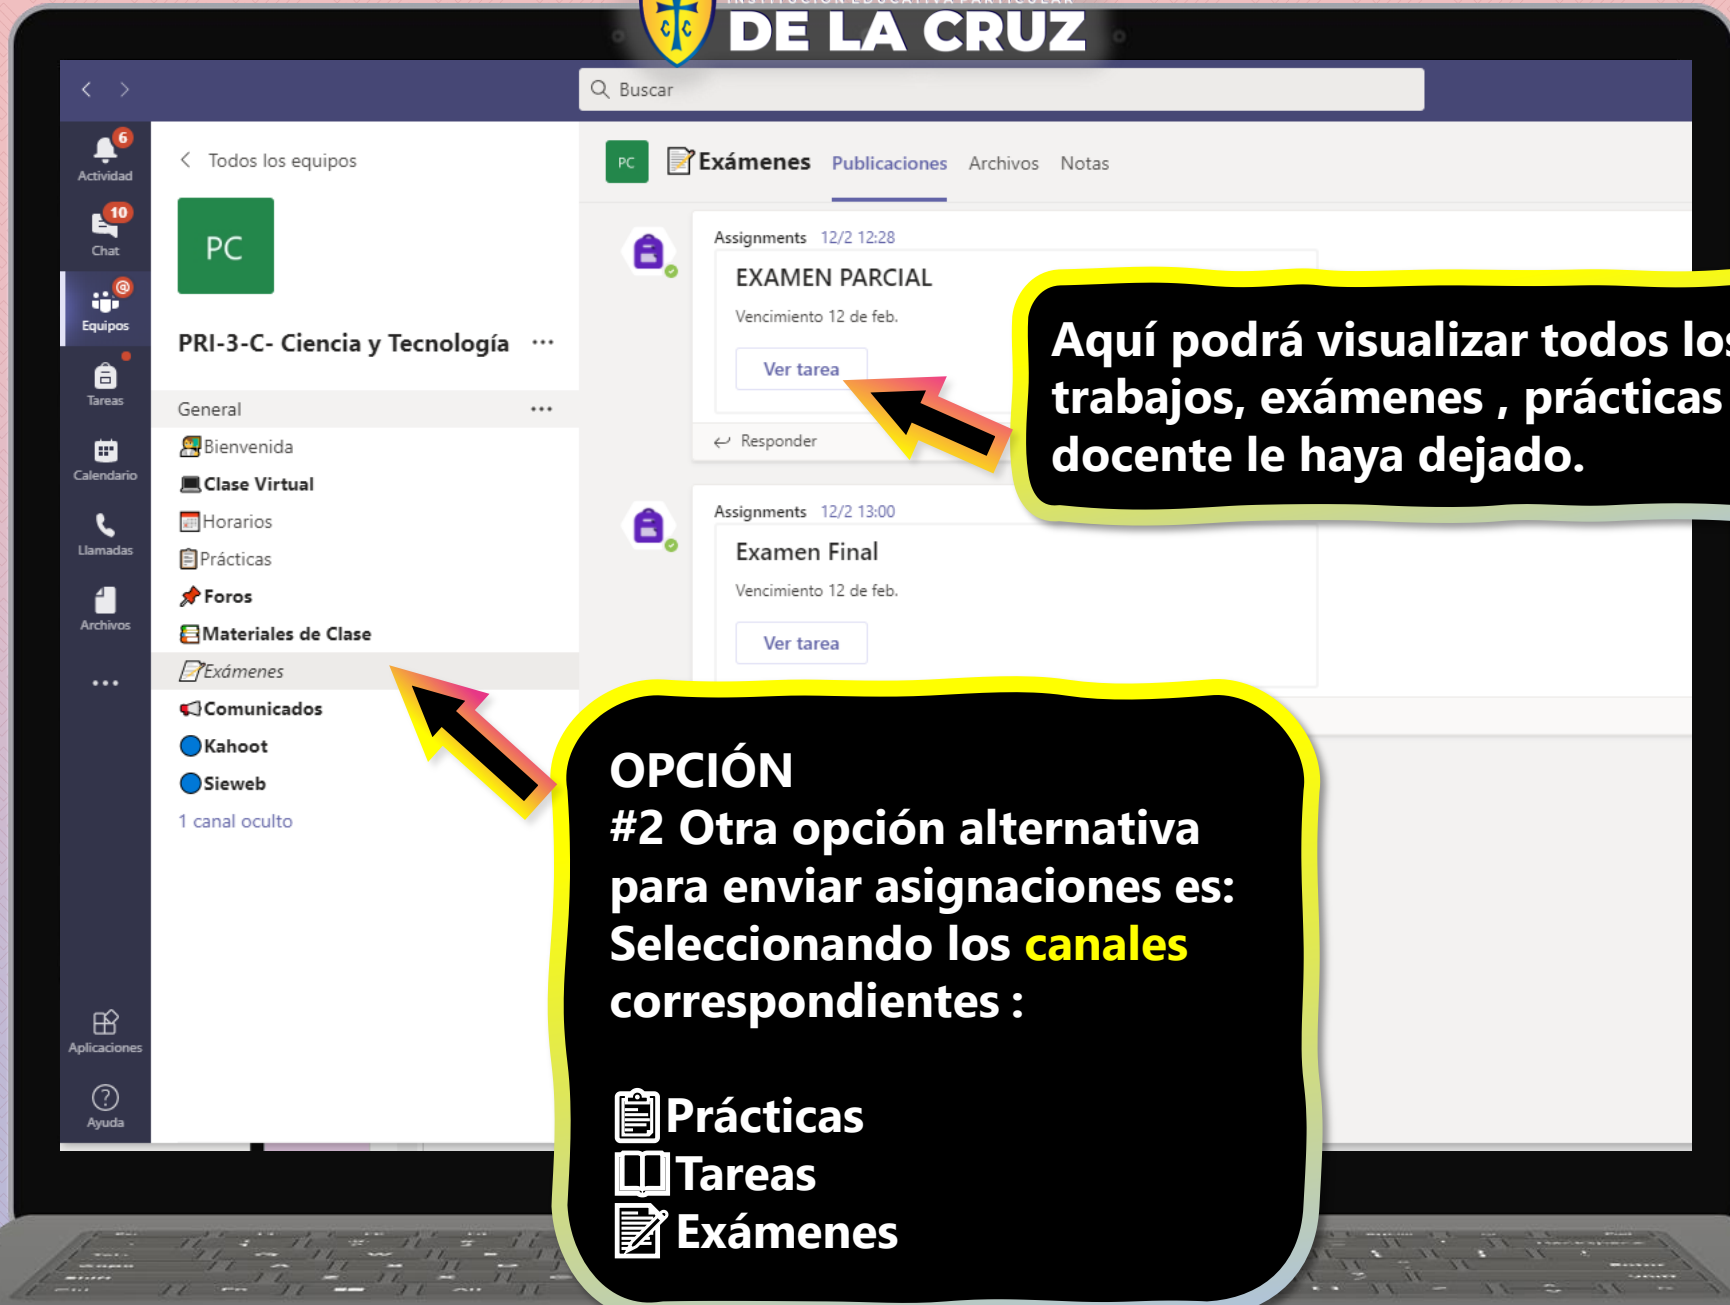 INSTITUCIÓN EDUCATIVA PARTICULAR
DE LA CRUZ
Buscar
6
Actividad
10
Chat
@
Equipos
Tareas
Calendario
Llamadas
Archivos
Aplicaciones
Ayuda
Todos los equipos
PC
PRI-3-C- Ciencia y Tecnología ...
General ...
Bienvenida
Clase Virtual
Horarios
Prácticas
Foros
Materiales de Clase
Exámenes
Comunicados
Kahoot
Sieweb
1 canal oculto
PC Exámenes Publicaciones Archivos Notas
Assignments 12/2 12:28
EXAMEN PARCIAL
Vencimiento 12 de feb.
Ver tarea
Responder
Assignments 12/2 13:00
Examen Final
Vencimiento 12 de feb.
Ver tarea
Aquí podrá visualizar todos los
trabajos, exámenes , prácticas
docente le haya dejado.
OPCIÓN
#2 Otra opción alternativa
para enviar asignaciones es:
Seleccionando los canales
correspondientes :
Prácticas
Tareas
Exámenes